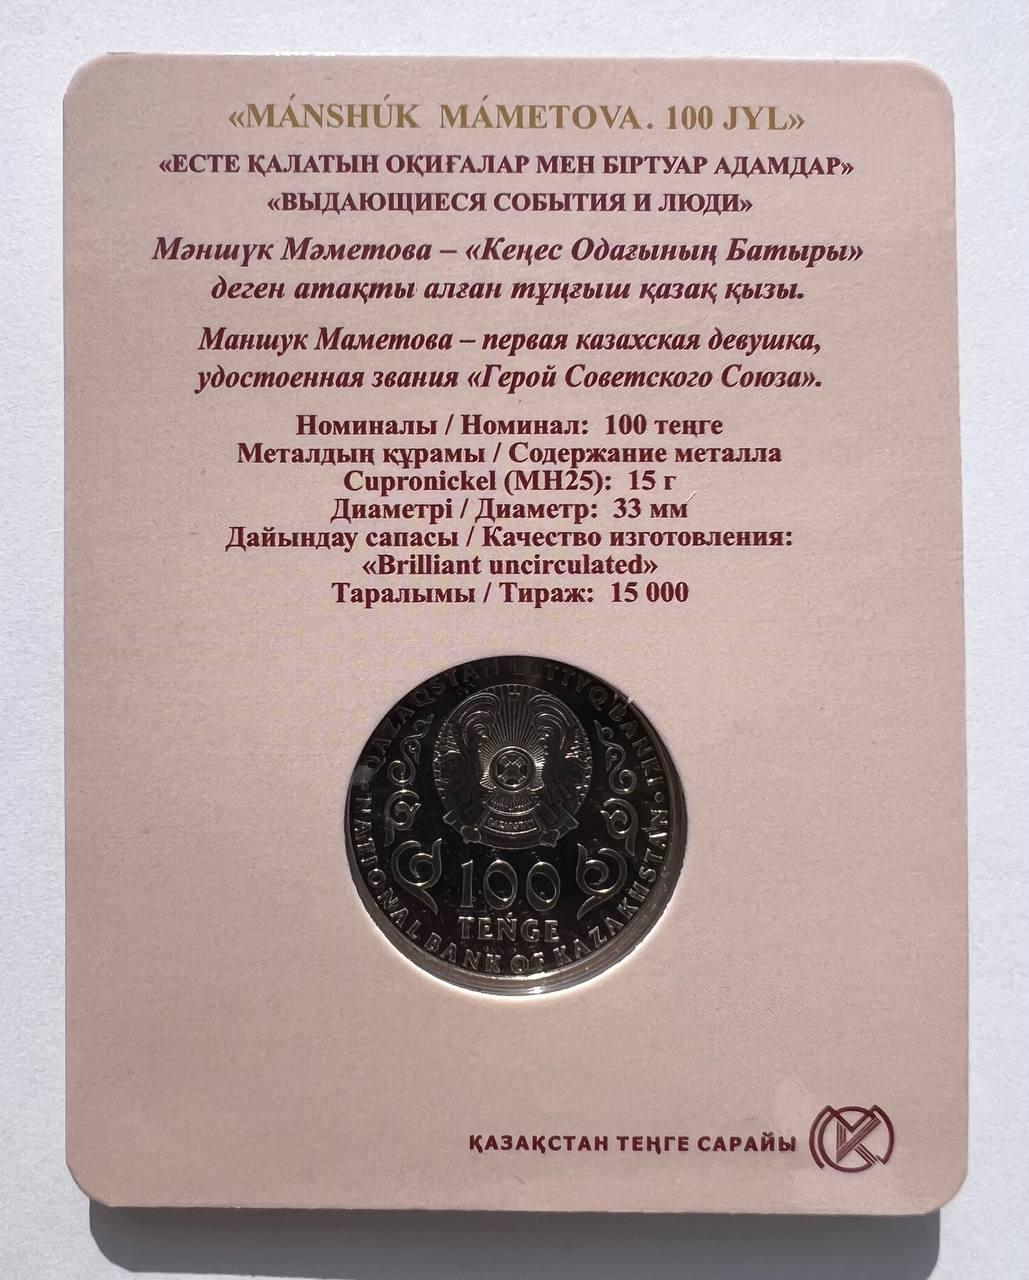 «MÁNSHÚK MÁMETOVA. 100 JYL»
«ЕСТЕ ҚАЛАТЫН ОҚИҒАЛАР МЕН БІРТУАР АДАМДАР»
«ВЫДАЮЩИЕСЯ СОБЫТИЯ И ЛЮДИ»
Мәншүк Мәметова – «Кеңес Одағының Батыры»
деген атақты алған тұңғыш қазақ қызы.
Маншук Маметова – первая казахская девушка,
удостоенная звания «Герой Советского Союза».
Номиналы / Номинал: 100 теңге
Металдың құрамы / Содержание металла
Cupronickel (МН25): 15 г
Диаметрі / Диаметр: 33 мм
Дайындау сапасы / Качество изготовления:
«Brilliant uncirculated»
Таралымы / Тираж: 15 000
QAZAQSTAN ULTTYQ BANKI
QAZAQSTAN
100
TEŃGE
NATIONAL BANK OF KAZAKHSTAN
ҚАЗАҚСТАН ТЕҢГЕ САРАЙЫ